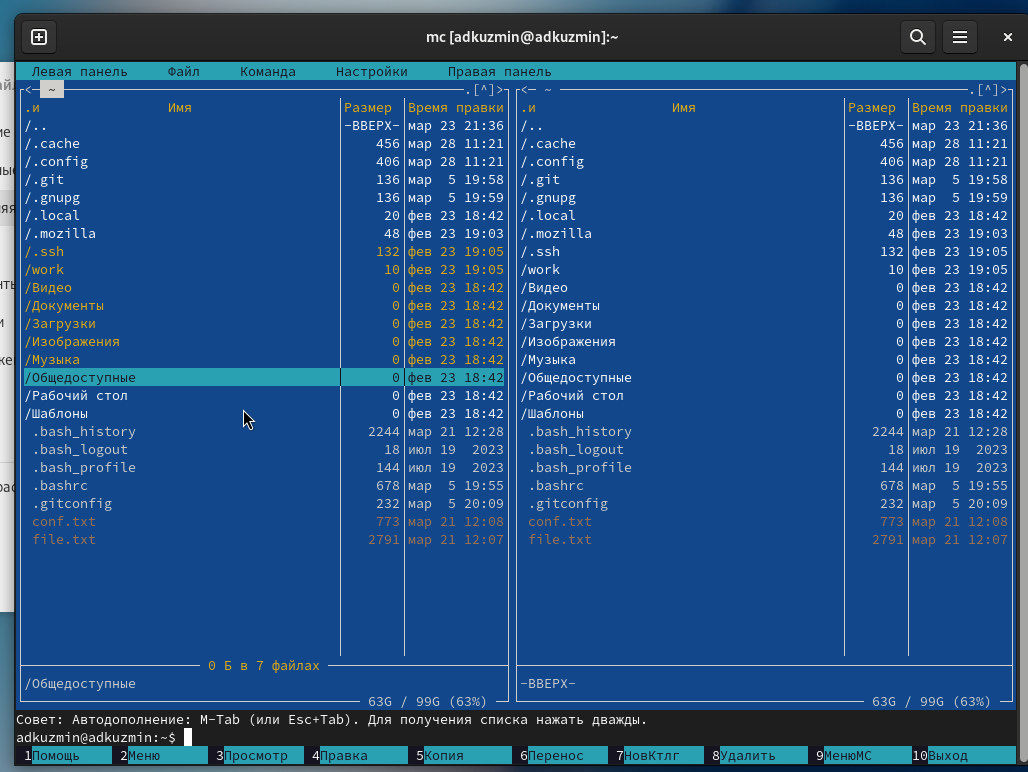 mc [adkuzmin@adkuzmin]:~
Левая панель Файл Команда Настройки Правая панель
<─ ~ .[^]> <─ ~ .[^]>
.и Имя Размер Время правки .и Имя Размер Время правки
/.. -ВВЕРХ- мар 23 21:36 /.. -ВВЕРХ- мар 23 21:36
/.cache 456 мар 28 11:21 /.cache 456 мар 28 11:21
/.config 406 мар 28 11:21 /.config 406 мар 28 11:21
/.git 136 мар 5 19:58 /.git 136 мар 5 19:58
/.gnupg 136 мар 5 19:59 /.gnupg 136 мар 5 19:59
/.local 20 фев 23 18:42 /.local 20 фев 23 18:42
/.mozilla 48 фев 23 19:03 /.mozilla 48 фев 23 19:03
/.ssh 132 фев 23 19:05 /.ssh 132 фев 23 19:05
/work 10 фев 23 19:05 /work 10 фев 23 19:05
/Видео 0 фев 23 18:42 /Видео 0 фев 23 18:42
/Документы 0 фев 23 18:42 /Документы 0 фев 23 18:42
/Загрузки 0 фев 23 18:42 /Загрузки 0 фев 23 18:42
/Изображения 0 фев 23 18:42 /Изображения 0 фев 23 18:42
/Музыка 0 фев 23 18:42 /Музыка 0 фев 23 18:42
/Общедоступные 0 фев 23 18:42 /Общедоступные 0 фев 23 18:42
/Рабочий стол 0 фев 23 18:42 /Рабочий стол 0 фев 23 18:42
/Шаблоны 0 фев 23 18:42 /Шаблоны 0 фев 23 18:42
.bash_history 2244 мар 21 12:28 .bash_history 2244 мар 21 12:28
.bash_logout 18 июл 19 2023 .bash_logout 18 июл 19 2023
.bash_profile 144 июл 19 2023 .bash_profile 144 июл 19 2023
.bashrc 678 мар 5 19:55 .bashrc 678 мар 5 19:55
.gitconfig 232 мар 5 20:09 .gitconfig 232 мар 5 20:09
conf.txt 773 мар 21 12:08 conf.txt 773 мар 21 12:08
file.txt 2791 мар 21 12:07 file.txt 2791 мар 21 12:07
0 Б в 7 файлах
/Общедоступные -ВВЕРХ-
63G / 99G (63%) 63G / 99G (63%)
Совет: Автодополнение: M-Tab (или Esc+Tab). Для получения списка нажать дважды.
adkuzmin@adkuzmin:~$
1Помощь 2Меню 3Просмотр 4Правка 5Копия 6Перенос 7НовКтлг 8Удалить 9МенюМС 10Выход